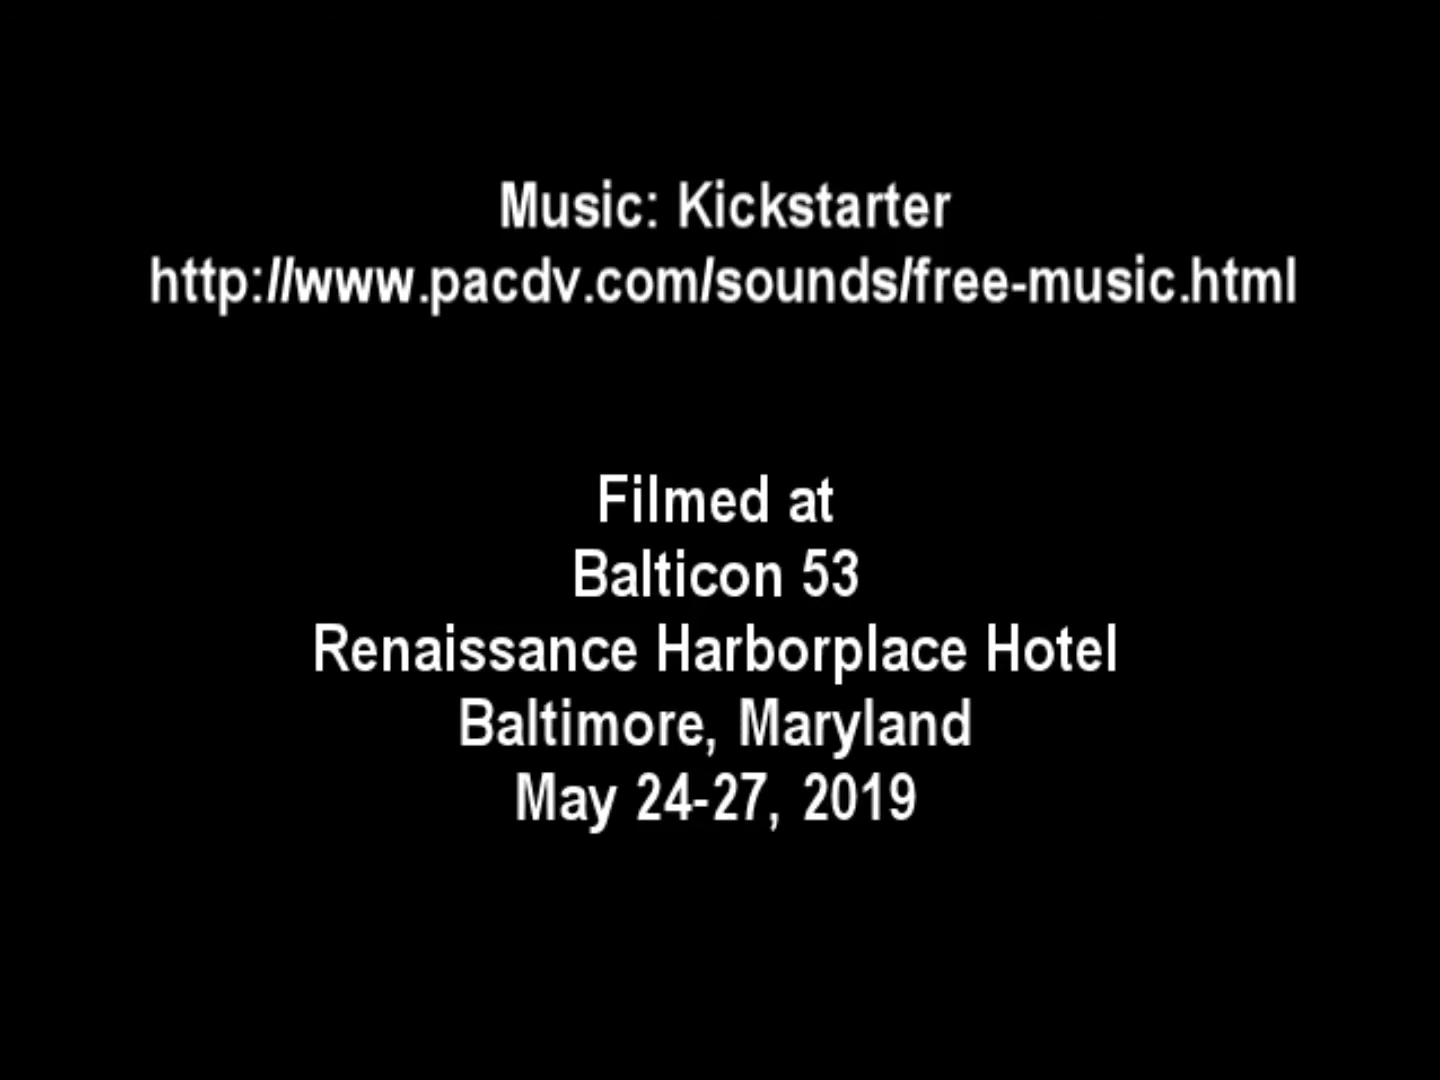 Music: Kickstarter
http://www.pacdv.com/sounds/free-music.html
Filmed at
Balticon 53
Renaissance Harborplace Hotel
Baltimore, Maryland
May 24-27, 2019